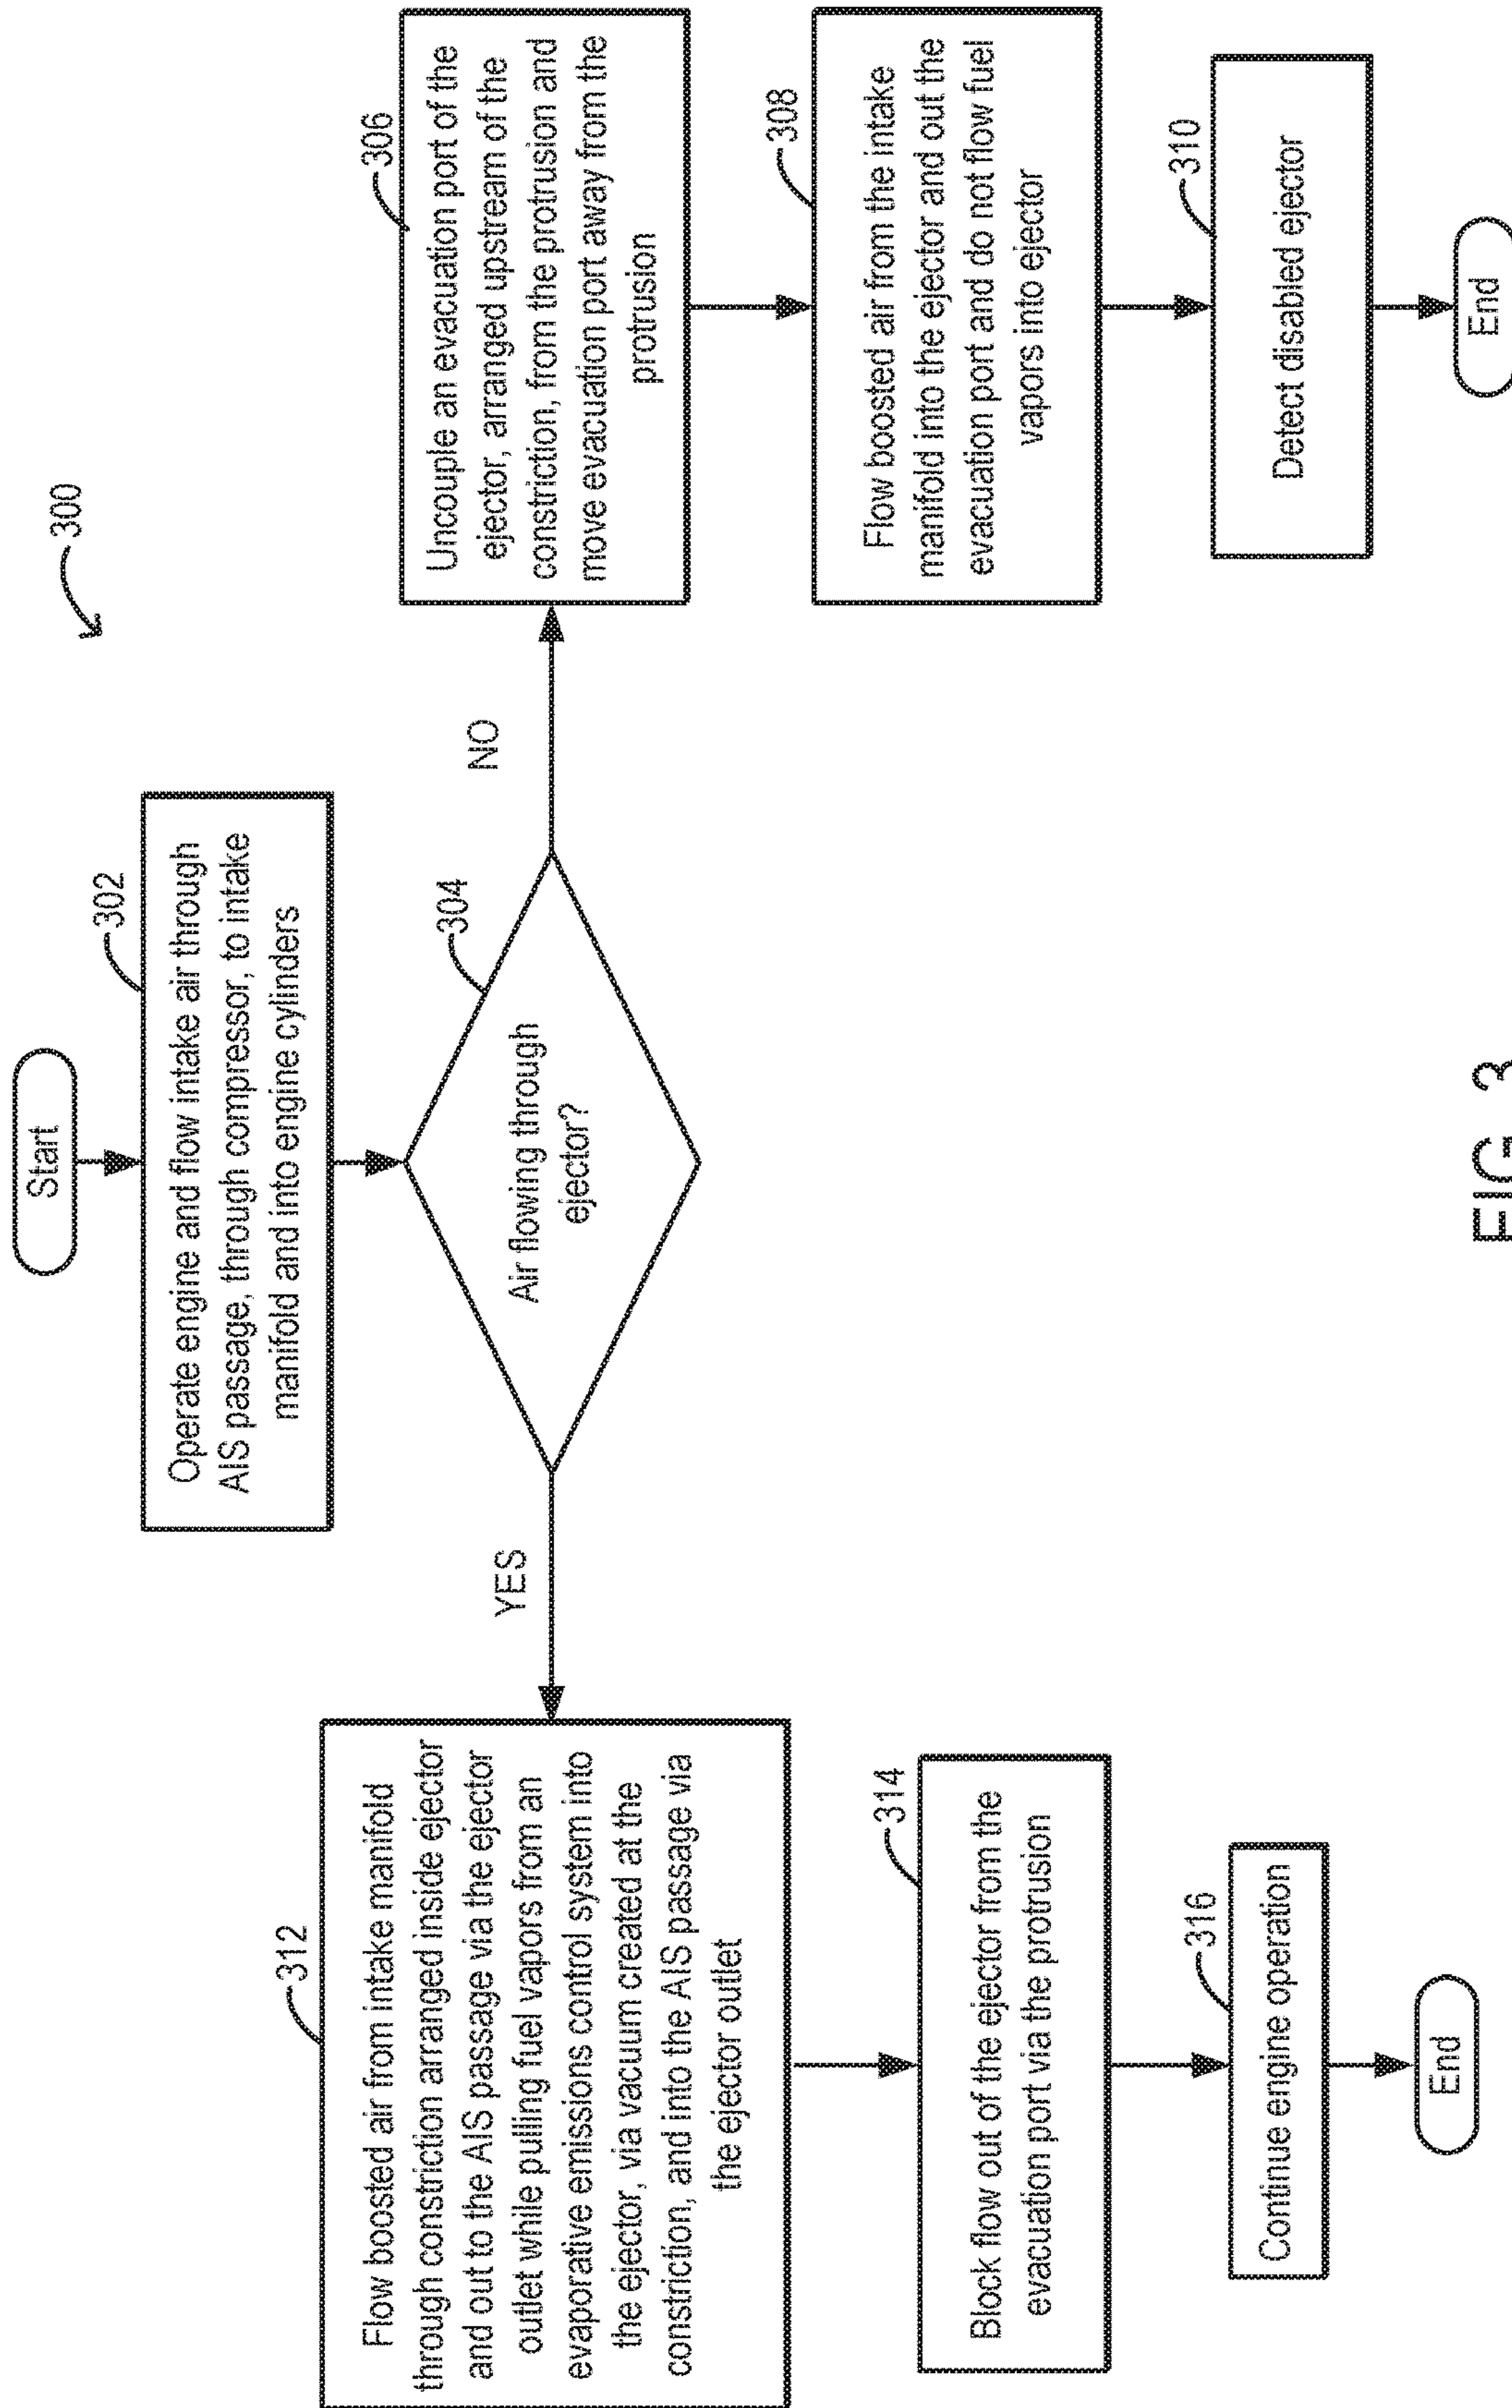 300
Start
302
Operate engine and flow intake air through
AIS passage, through compressor, to intake
manifold and into engine cylinders
304
Air flowing through
ejector?
YES
NO
312
Flow boosted air from intake manifold
through constriction arranged inside ejector
and out to the AIS passage via the ejector
outlet while pulling fuel vapors from an
evaporative emissions control system into
the ejector, via vacuum created at the
constriction, and into the AIS passage via
the ejector outlet
314
Block flow out of the ejector from the
evacuation port via the protrusion
316
Continue engine operation
End
306
Uncouple an evacuation port of the
ejector, arranged upstream of the
constriction, from the protrusion and
move evacuation port away from the
protrusion
308
Flow boosted air from the intake
manifold into the ejector and out the
evacuation port and do not flow fuel
vapors into ejector
310
Detect disabled ejector
End
FIG. 3